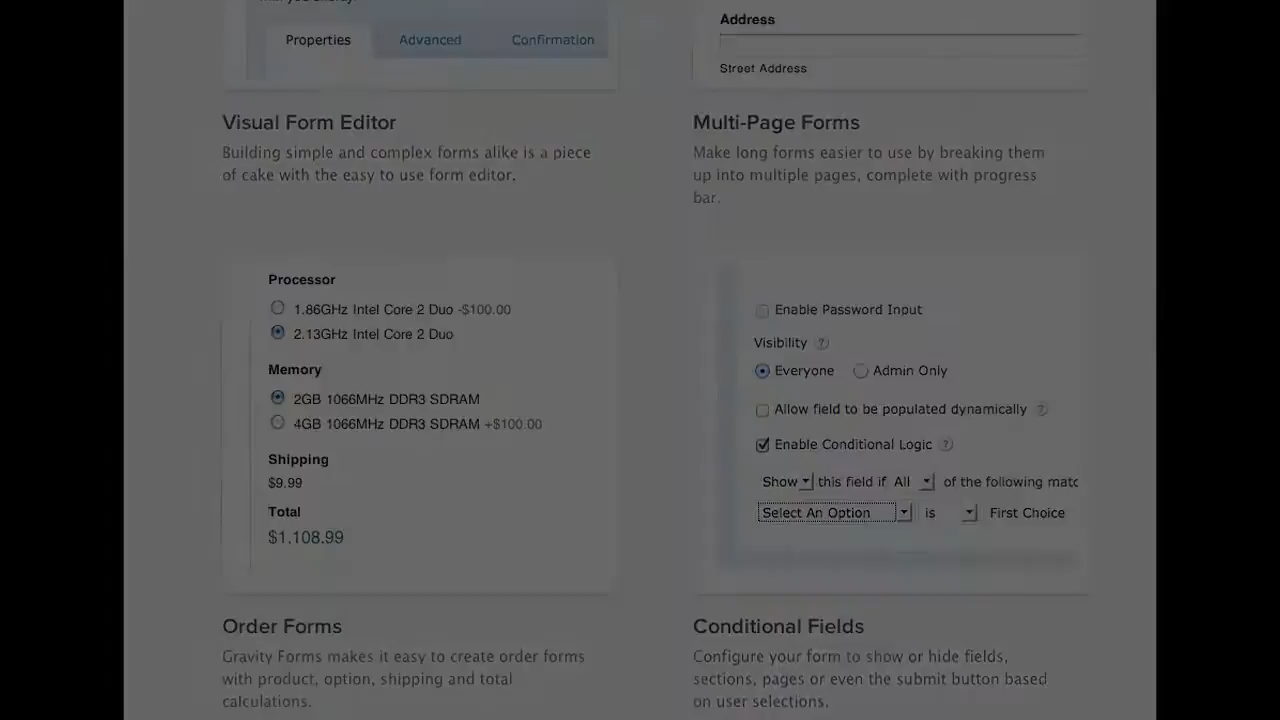 Properties Advanced Confirmation
Visual Form Editor
Building simple and complex forms alike is a piece
of cake with the easy to use form editor.
Address
Street Address
Multi-Page Forms
Make long forms easier to use by breaking them
up into multiple pages, complete with progress
bar.
Processor
1.86GHz Intel Core 2 Duo -$100.00
2.13GHz Intel Core 2 Duo
Memory
2GB 1066MHz DDR3 SDRAM
4GB 1066MHz DDR3 SDRAM +$100.00
Shipping
$9.99
Total
$1,108.99
Order Forms
Gravity Forms makes it easy to create order forms
with product, option, shipping and total
calculations.
Enable Password Input
Visibility ?
Everyone Admin Only
Allow field to be populated dynamically ?
Enable Conditional Logic ?
Show this field if All of the following matc
Select An Option is First Choice
Conditional Fields
Configure your form to show or hide fields,
sections, pages or even the submit button based
on user selections.